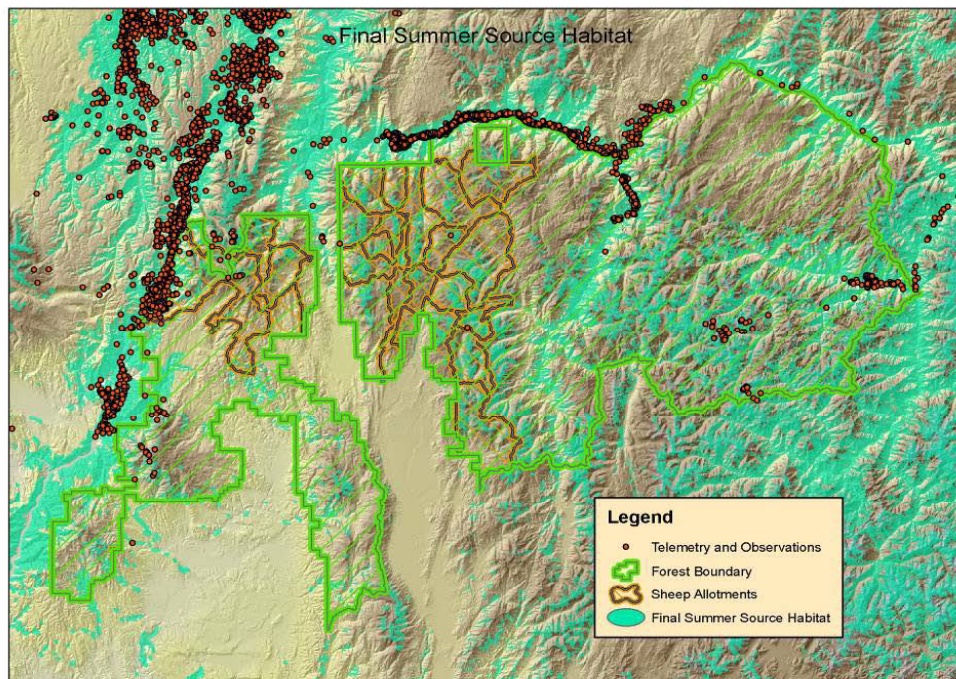 Final Summer Source Habitat
Legend
Telemetry and Observations
Forest Boundary
Sheep Allotments
Final Summer Source Habitat